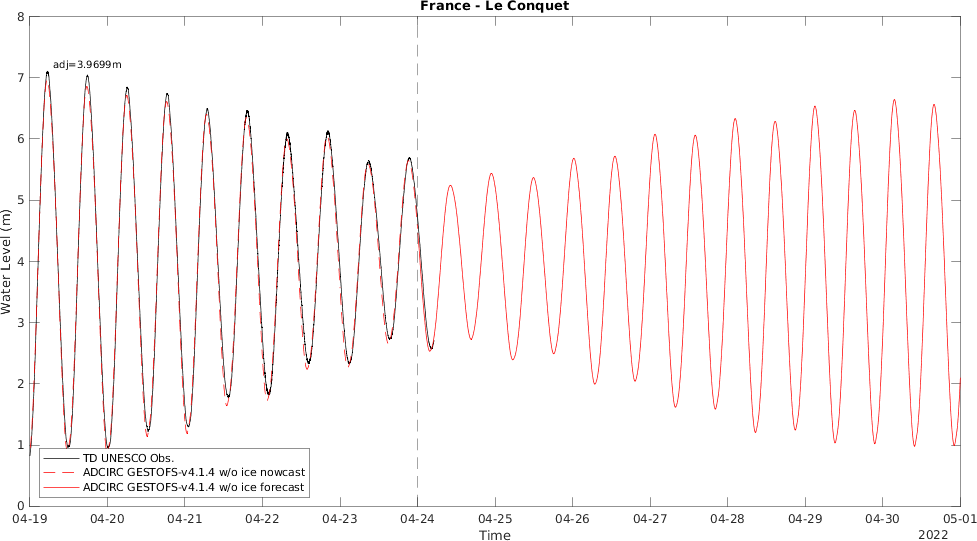 France - Le Conquet
adj=3.9699m
8
7
6
5
4
3
2
1
0
Water Level (m)
TD UNESCO Obs.
ADCIRC GESTOFS-v4.1.4 w/o ice nowcast
ADCIRC GESTOFS-v4.1.4 w/o ice forecast
04-19 04-20 04-21 04-22 04-23 04-24 04-25 04-26 04-27 04-28 04-29 04-30 05-01
Time
2022